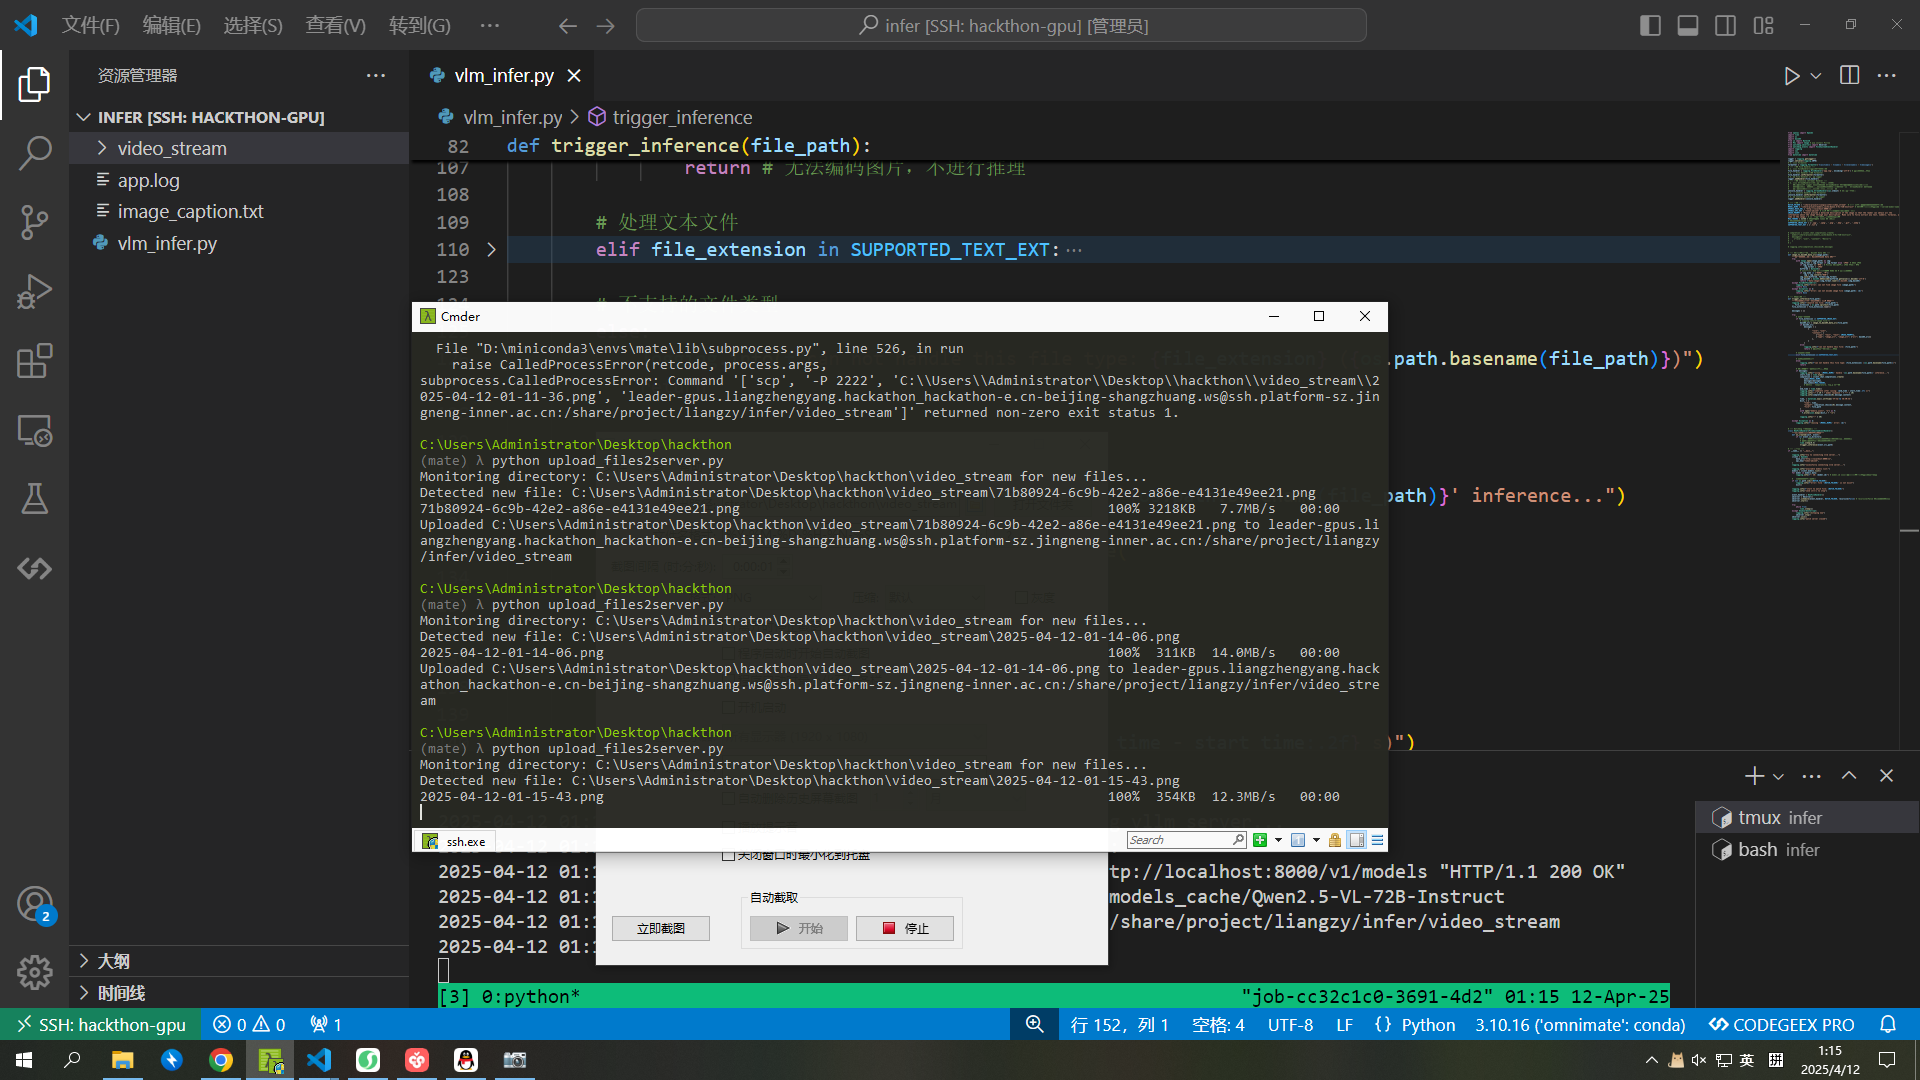 文件(F) 编辑(E) 选择(S) 查看(V) 转到(G) ···
infer [SSH: hackthon-gpu] [管理员]
资源管理器
INFER [SSH: HACKTHON-GPU]
video_stream
app.log
image_caption.txt
vlm_infer.py
大纲
时间线
vlm_infer.py
vlm_infer.py > trigger_inference
82 def trigger_inference(file_path):
107 return # 无法编码图片，不进行推理
108
109 # 处理文本文件
110 elif file_extension in SUPPORTED_TEXT_EXT:···
123
.path.basename(file_path)})")
path)}' inference...")
)")
Cmder
File "D:\miniconda3\envs\mate\lib\subprocess.py", line 526, in run
raise CalledProcessError(retcode, process.args,
subprocess.CalledProcessError: Command '['scp', '-P 2222', 'C:\\Users\\Administrator\\Desktop\\hackthon\\video_stream\\2
025-04-12-01-11-36.png', 'leader-gpus.liangzhengyang.hackathon_hackathon-e.cn-beijing-shangzhuang.ws@ssh.platform-sz.jin
gneng-inner.ac.cn:/share/project/liangzy/infer/video_stream']' returned non-zero exit status 1.
C:\Users\Administrator\Desktop\hackthon
(mate) λ python upload_files2server.py
Monitoring directory: C:\Users\Administrator\Desktop\hackthon\video_stream for new files...
Detected new file: C:\Users\Administrator\Desktop\hackthon\video_stream\71b80924-6c9b-42e2-a86e-e4131e49ee21.png
71b80924-6c9b-42e2-a86e-e4131e49ee21.png 100% 3218KB 7.7MB/s 00:00
Uploaded C:\Users\Administrator\Desktop\hackthon\video_stream\71b80924-6c9b-42e2-a86e-e4131e49ee21.png to leader-gpus.li
angzhengyang.hackathon_hackathon-e.cn-beijing-shangzhuang.ws@ssh.platform-sz.jingneng-inner.ac.cn:/share/project/liangzy
/infer/video_stream
C:\Users\Administrator\Desktop\hackthon
(mate) λ python upload_files2server.py
Monitoring directory: C:\Users\Administrator\Desktop\hackthon\video_stream for new files...
Detected new file: C:\Users\Administrator\Desktop\hackthon\video_stream\2025-04-12-01-14-06.png
2025-04-12-01-14-06.png 100% 311KB 14.0MB/s 00:00
Uploaded C:\Users\Administrator\Desktop\hackthon\video_stream\2025-04-12-01-14-06.png to leader-gpus.liangzhengyang.hack
athon_hackathon-e.cn-beijing-shangzhuang.ws@ssh.platform-sz.jingneng-inner.ac.cn:/share/project/liangzy/infer/video_stre
am
C:\Users\Administrator\Desktop\hackthon
(mate) λ python upload_files2server.py
Monitoring directory: C:\Users\Administrator\Desktop\hackthon\video_stream for new files...
Detected new file: C:\Users\Administrator\Desktop\hackthon\video_stream\2025-04-12-01-15-43.png
2025-04-12-01-15-43.png 100% 354KB 12.3MB/s 00:00
ssh.exe
Search
关闭窗口时最小化到托盘
自动截取
立即截图 开始 停止
2025-04-12 01:1 tp://localhost:8000/v1/models "HTTP/1.1 200 OK"
2025-04-12 01:1 models_cache/Qwen2.5-VL-72B-Instruct
2025-04-12 01:1 /share/project/liangzy/infer/video_stream
2025-04-12 01:1
[3] 0:python* "job-cc32c1c0-3691-4d2" 01:15 12-Apr-25
tmux infer
bash infer
SSH: hackthon-gpu 0 0 1
行 152，列 1 空格: 4 UTF-8 LF {} Python 3.10.16 ('omnimate': conda) CODEGEEX PRO
2
英 拼
1:15
2025/4/12